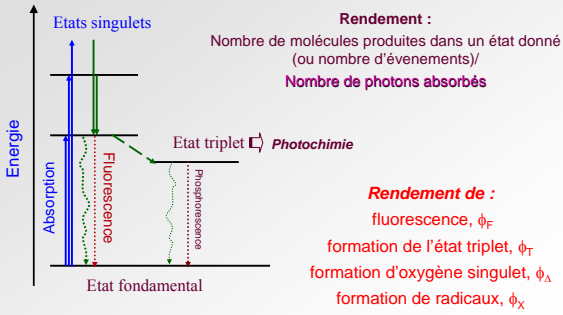 Etats singulets
Rendement :
Nombre de molécules produites dans un état donné
(ou nombre d'évenements)/
Nombre de photons absorbés
Energie
Absorption
Fluorescence
Etat triplet
Photochimie
Phosphorescence
Etat fondamental
Rendement de :
fluorescence, ϕF
formation de l'état triplet, ϕT
formation d'oxygène singulet, ϕΔ
formation de radicaux, ϕX